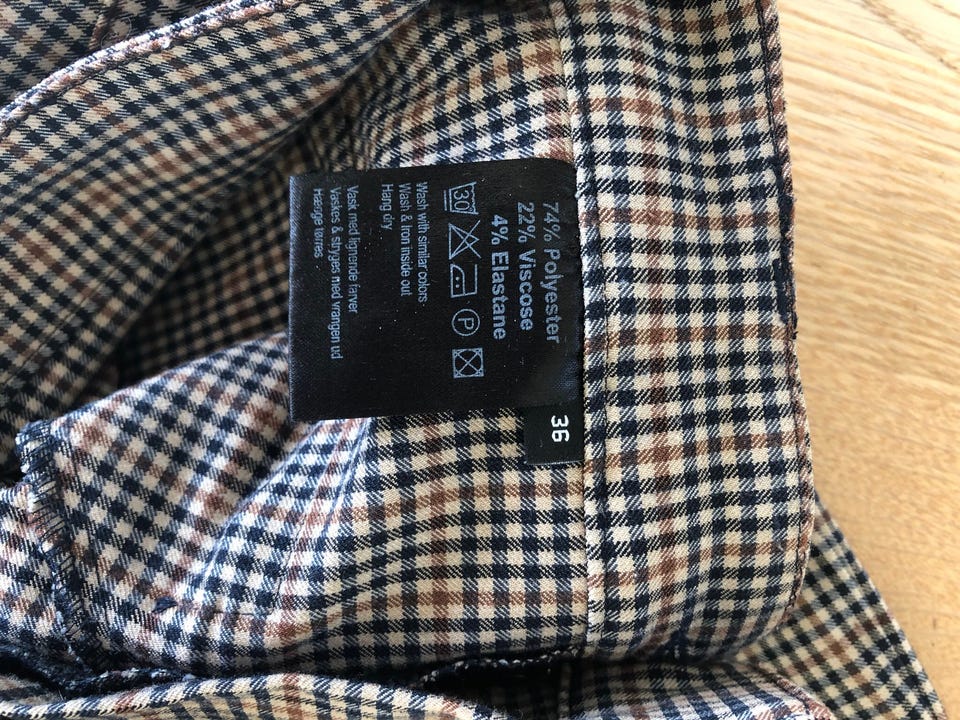 74% Polyester
22% Viscose
4% Elastane
30 P
Wash with similar colors
Wash & Iron inside out
Hang dry
Vask med lignende farver
Vaskes & stryges med vrangen ud
Hænge tørres
36